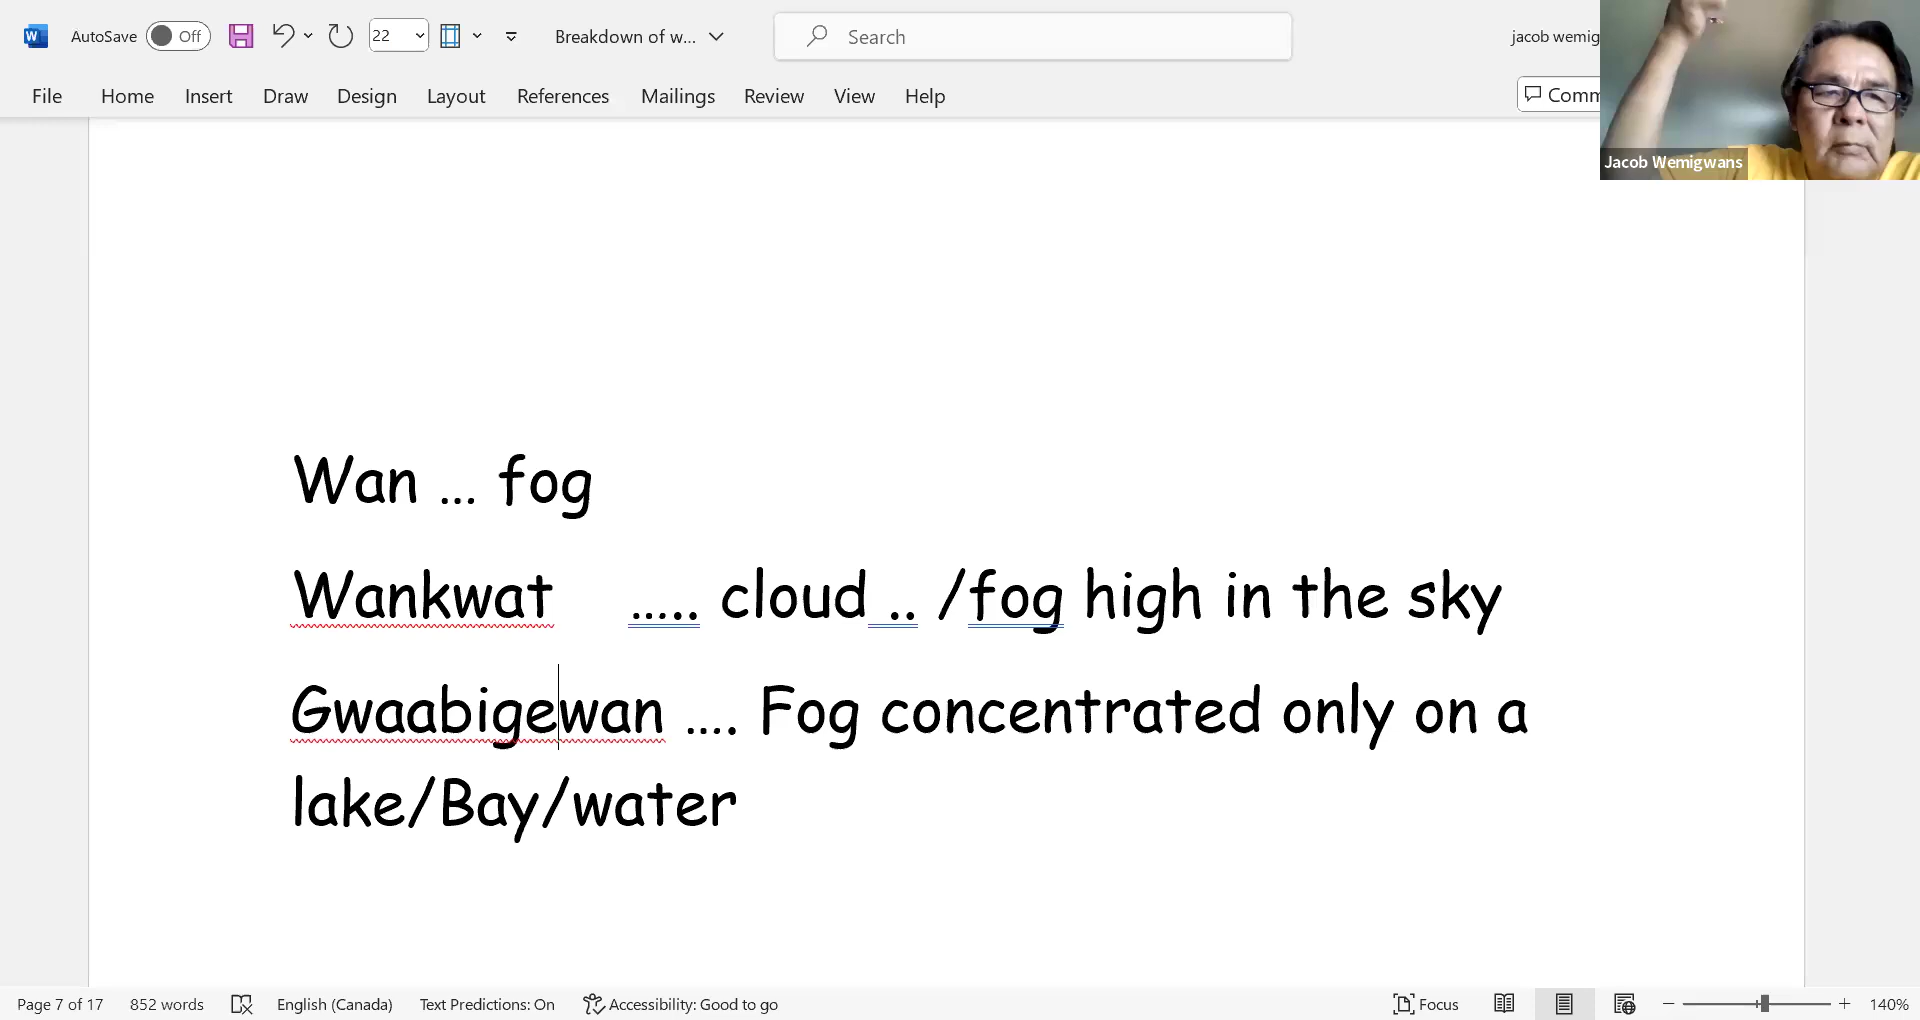 AutoSave Off 22 Breakdown of w... Search jacob wemig
File Home Insert Draw Design Layout References Mailings Review View Help Comm
Jacob Wemigwans
Wan ... fog
Wankwat ..... cloud .. /fog high in the sky
Gwaabigewan .... Fog concentrated only on a
lake/Bay/water
Page 7 of 17 852 words English (Canada) Text Predictions: On Accessibility: Good to go Focus 140%